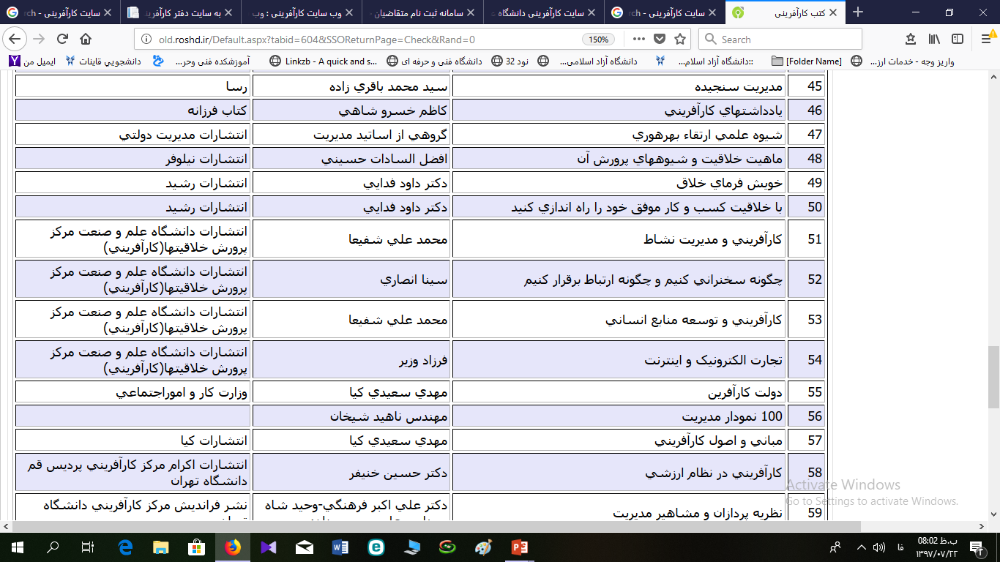 سایت کارآفرینی - rch
به سایت دفتر کارآفرین
وب سایت کارآفرینی : وب
سامانه ثبت نام متقاضیان -
سایت کارآفرینی دانشگاه
سایت کارآفرینی - rch
کتب کارآفرینی
old.roshd.ir/Default.aspx?tabid=604&SSOReturnPage=Check&Rand=0
150%
Search
ایمیل من
دانشجويي قاينات
آموزشکده فنی وحر...
Linkzb - A quick and s...
دانشگاه فنی و حرفه ای
نود 32
دانشگاه آزاد اسلامی...
::دانشگاه آزاد اسلام...
[Folder Name]
واریز وجه - خدمات ارز...
45 مديريت سنجيده سيد محمد باقري زاده رسا
46 يادداشتهاي کارآفريني کاظم خسرو شاهي کتاب فرزانه
47 شيوه علمي ارتقاء بهرهوري گروهي از اساتيد مديريت انتشارات مديريت دولتي
48 ماهيت خلاقيت و شيوههاي پرورش آن افضل السادات حسيني انتشارات نيلوفر
49 خويش فرماي خلاق دکتر داود فدايي انتشارات رشيد
50 با خلاقيت کسب و کار موفق خود را راه اندازي کنيد دکتر داود فدايي انتشارات رشيد
51 کارآفريني و مديريت نشاط محمد علي شفيعا انتشارات دانشگاه علم و صنعت مرکز
پرورش خلاقيتها(کارآفريني)
52 چگونه سخنراني کنيم و چگونه ارتباط برقرار کنيم سينا انصاري انتشارات دانشگاه علم و صنعت مرکز
پرورش خلاقيتها(کارآفريني)
53 کارآفريني و توسعه منابع انساني محمد علي شفيعا انتشارات دانشگاه علم و صنعت مرکز
پرورش خلاقيتها(کارآفريني)
54 تجارت الکترونيک و اينترنت فرزاد وزير انتشارات دانشگاه علم و صنعت مرکز
پرورش خلاقيتها(کارآفريني)
55 دولت کارآفرين مهدي سعيدي کيا وزارت کار و اموراجتماعي
56 100 نمودار مديريت مهندس ناهيد شيخان
57 مباني و اصول کارآفريني مهدي سعيدي کيا انتشارات کيا
58 کارآفريني در نظام ارزشي دکتر حسين خنيفر انتشارات اکرام مرکز کارآفريني پرديس قم
دانشگاه تهران
59 نظريه پردازان و مشاهير مديريت دکتر علي اکبر فرهنگي-وحيد شاه نشر فرانديش مرکز کارآفريني دانشگاه
Activate Windows
Go to Settings to activate Windows.
فا
08:02 ب.ظ
۱۳۹۷/۰۷/۲۲